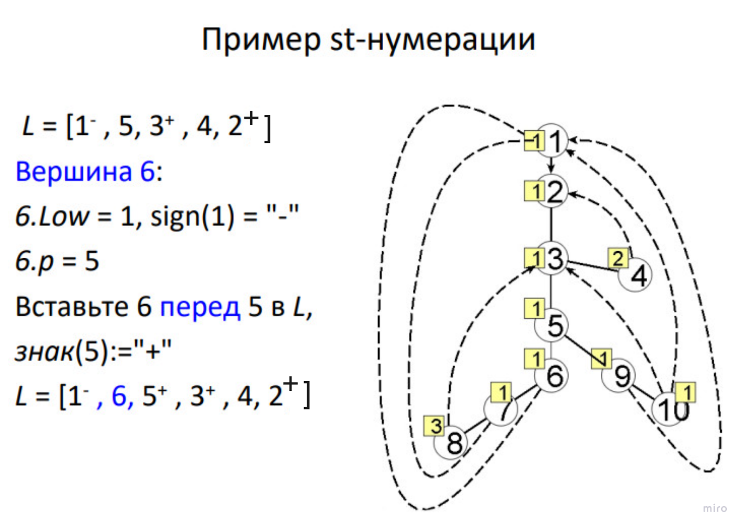 Пример st-нумерации
L = [1⁻ , 5, 3⁺ , 4, 2⁺ ]
Вершина 6:
6.Low = 1, sign(1) = "-"
6.p = 5
Вставьте 6 перед 5 в L,
знак(5):="+"
L = [1⁻ , 6, 5⁺ , 3⁺ , 4, 2⁺ ]
1 1
1 2
1 3
2 4
1 5
1 6
1 9
1 7
10 1
3 8
miro